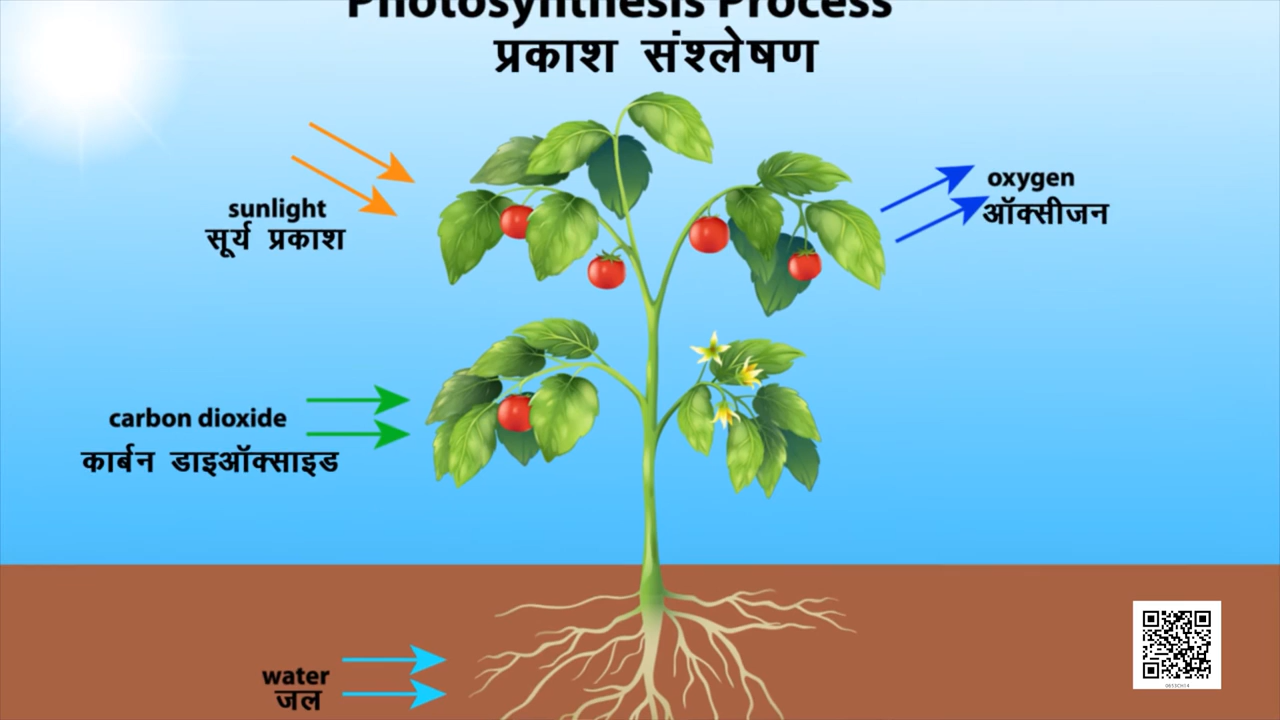 Photosynthesis Process
प्रकाश संश्लेषण
sunlight
सूर्य प्रकाश
oxygen
ऑक्सीजन
carbon dioxide
कार्बन डाइऑक्साइड
water
जल